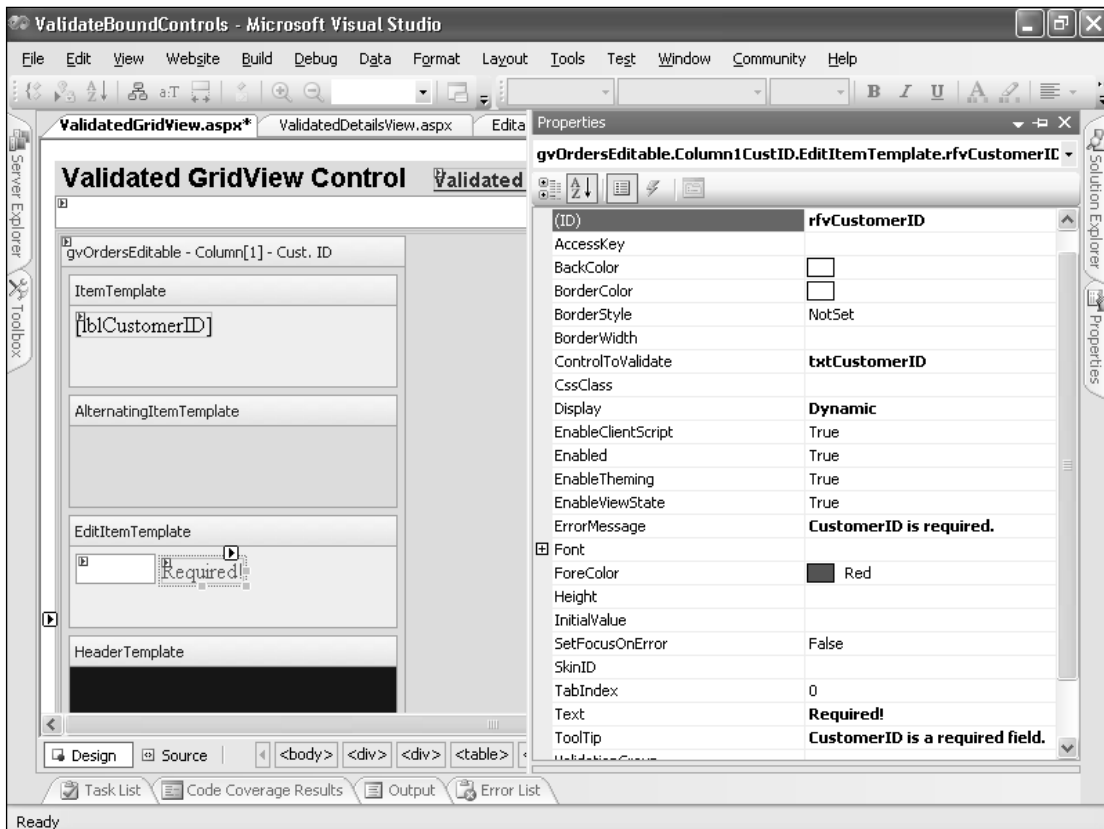 ValidateBoundControls - Microsoft Visual Studio
File Edit View Website Build Debug Data Format Layout Tools Test Window Community Help
B I U A
ValidatedGridView.aspx* ValidatedDetailsView.aspx Edita
Server Explorer
Toolbox
Validated GridView Control Validated
gvOrdersEditable - Column[1] - Cust. ID
ItemTemplate
[lblCustomerID]
AlternatingItemTemplate
EditItemTemplate
Required!
HeaderTemplate
Design Source <body> <div> <div> <table> <
Properties
gvOrdersEditable.Column1CustID.EditItemTemplate.rfvCustomerID
(ID) rfvCustomerID
AccessKey
BackColor
BorderColor
BorderStyle NotSet
BorderWidth
ControlToValidate txtCustomerID
CssClass
Display Dynamic
EnableClientScript True
Enabled True
EnableTheming True
EnableViewState True
ErrorMessage CustomerID is required.
Font
ForeColor Red
Height
InitialValue
SetFocusOnError False
SkinID
TabIndex 0
Text Required!
ToolTip CustomerID is a required field.
Solution Explorer
Properties
Task List Code Coverage Results Output Error List
Ready